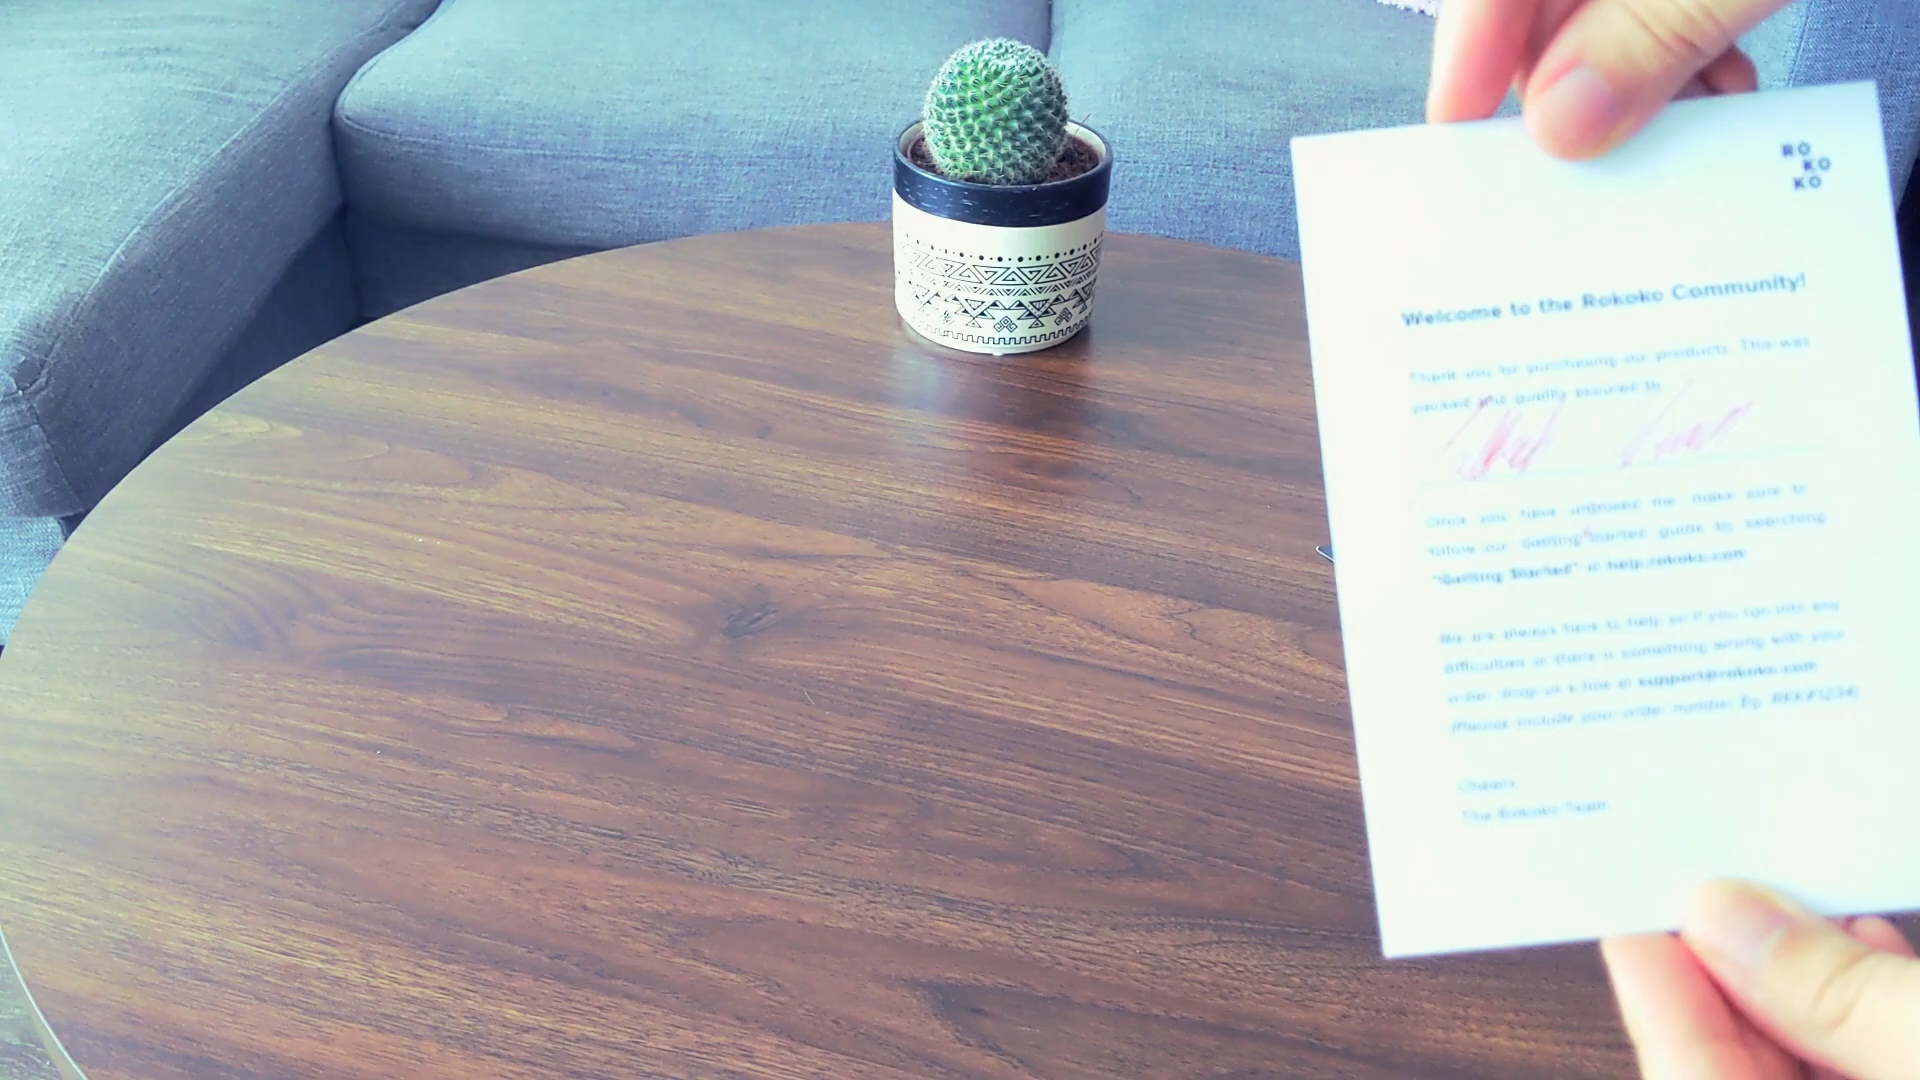 RO
KO
KO
Welcome to the Rokoko Community!
Thank you for purchasing our products. This was
packed and quality assured by
Once you have unboxed me, make sure to
follow our Getting Started guide by searching
"Getting Started" at help.rokoko.com
We are always here to help so if you run into any
difficulties or there is something wrong with your
order, drop us a line at support@rokoko.com
(Please include your order number Eg.
Cheers,
The Rokoko Team